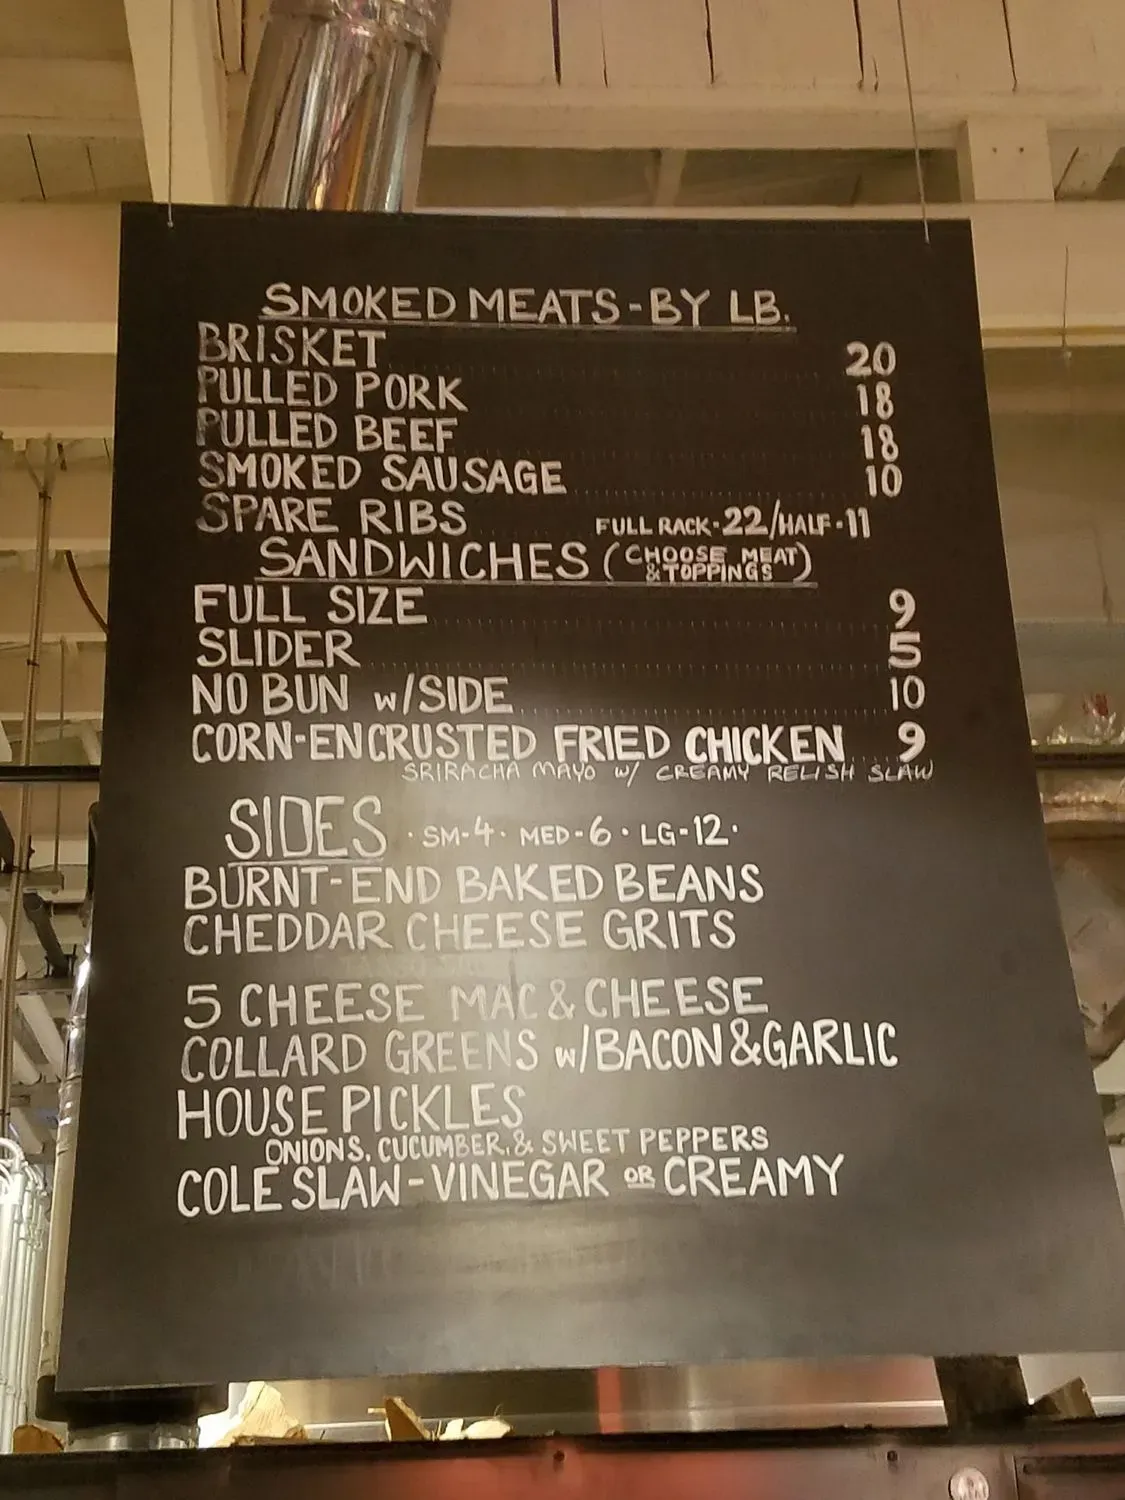 SMOKED MEATS-BY LB.
BRISKET 20
PULLED PORK 18
PULLED BEEF 18
SMOKED SAUSAGE 10
SPARE RIBS FULL RACK-22/HALF-11
SANDWICHES (CHOOSE MEAT & TOPPINGS)
FULL SIZE 9
SLIDER 5
NO BUN w/SIDE 10
CORN-ENCRUSTED FRIED CHICKEN 9
SRIRACHA MAYO w/ CREAMY RELISH SLAW
SIDES · SM-4 · MED-6 · LG-12 ·
BURNT-END BAKED BEANS
CHEDDAR CHEESE GRITS
5 CHEESE MAC & CHEESE
COLLARD GREENS w/BACON & GARLIC
HOUSE PICKLES
ONIONS, CUCUMBER, & SWEET PEPPERS
COLE SLAW-VINEGAR OR CREAMY